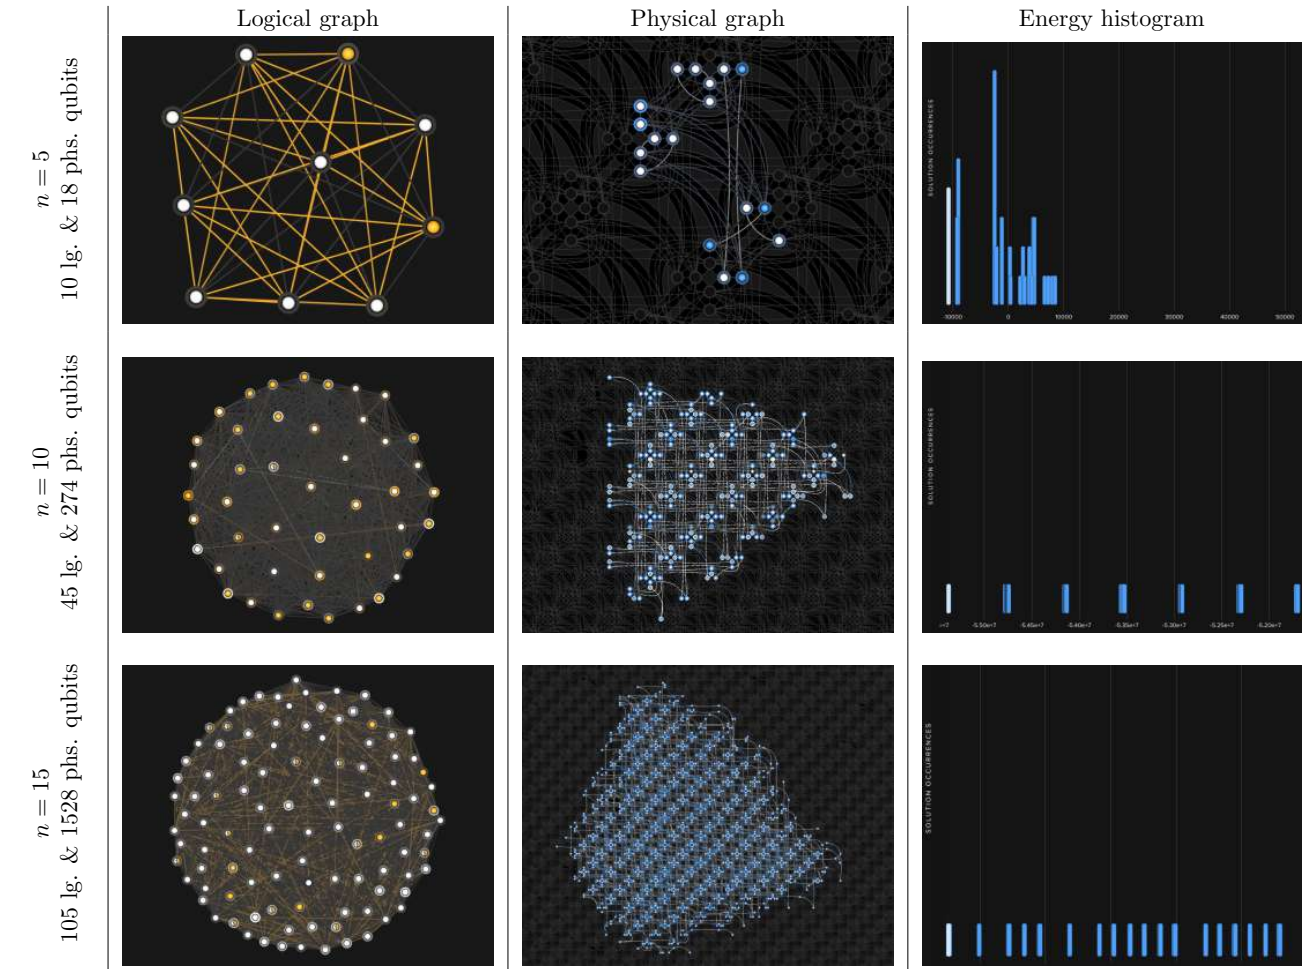 Logical graph
Physical graph
Energy histogram
n = 5
10 lg. & 18 phs. qubits
SOLUTION OCCURRENCES
-10000 0 10000 20000 30000 40000 50000
n = 10
45 lg. & 274 phs. qubits
SOLUTION OCCURRENCES
-5.50e+7 -5.45e+7 -5.40e+7 -5.35e+7 -5.30e+7 -5.25e+7 -5.20e+7
n = 15
105 lg. & 1528 phs. qubits
SOLUTION OCCURRENCES